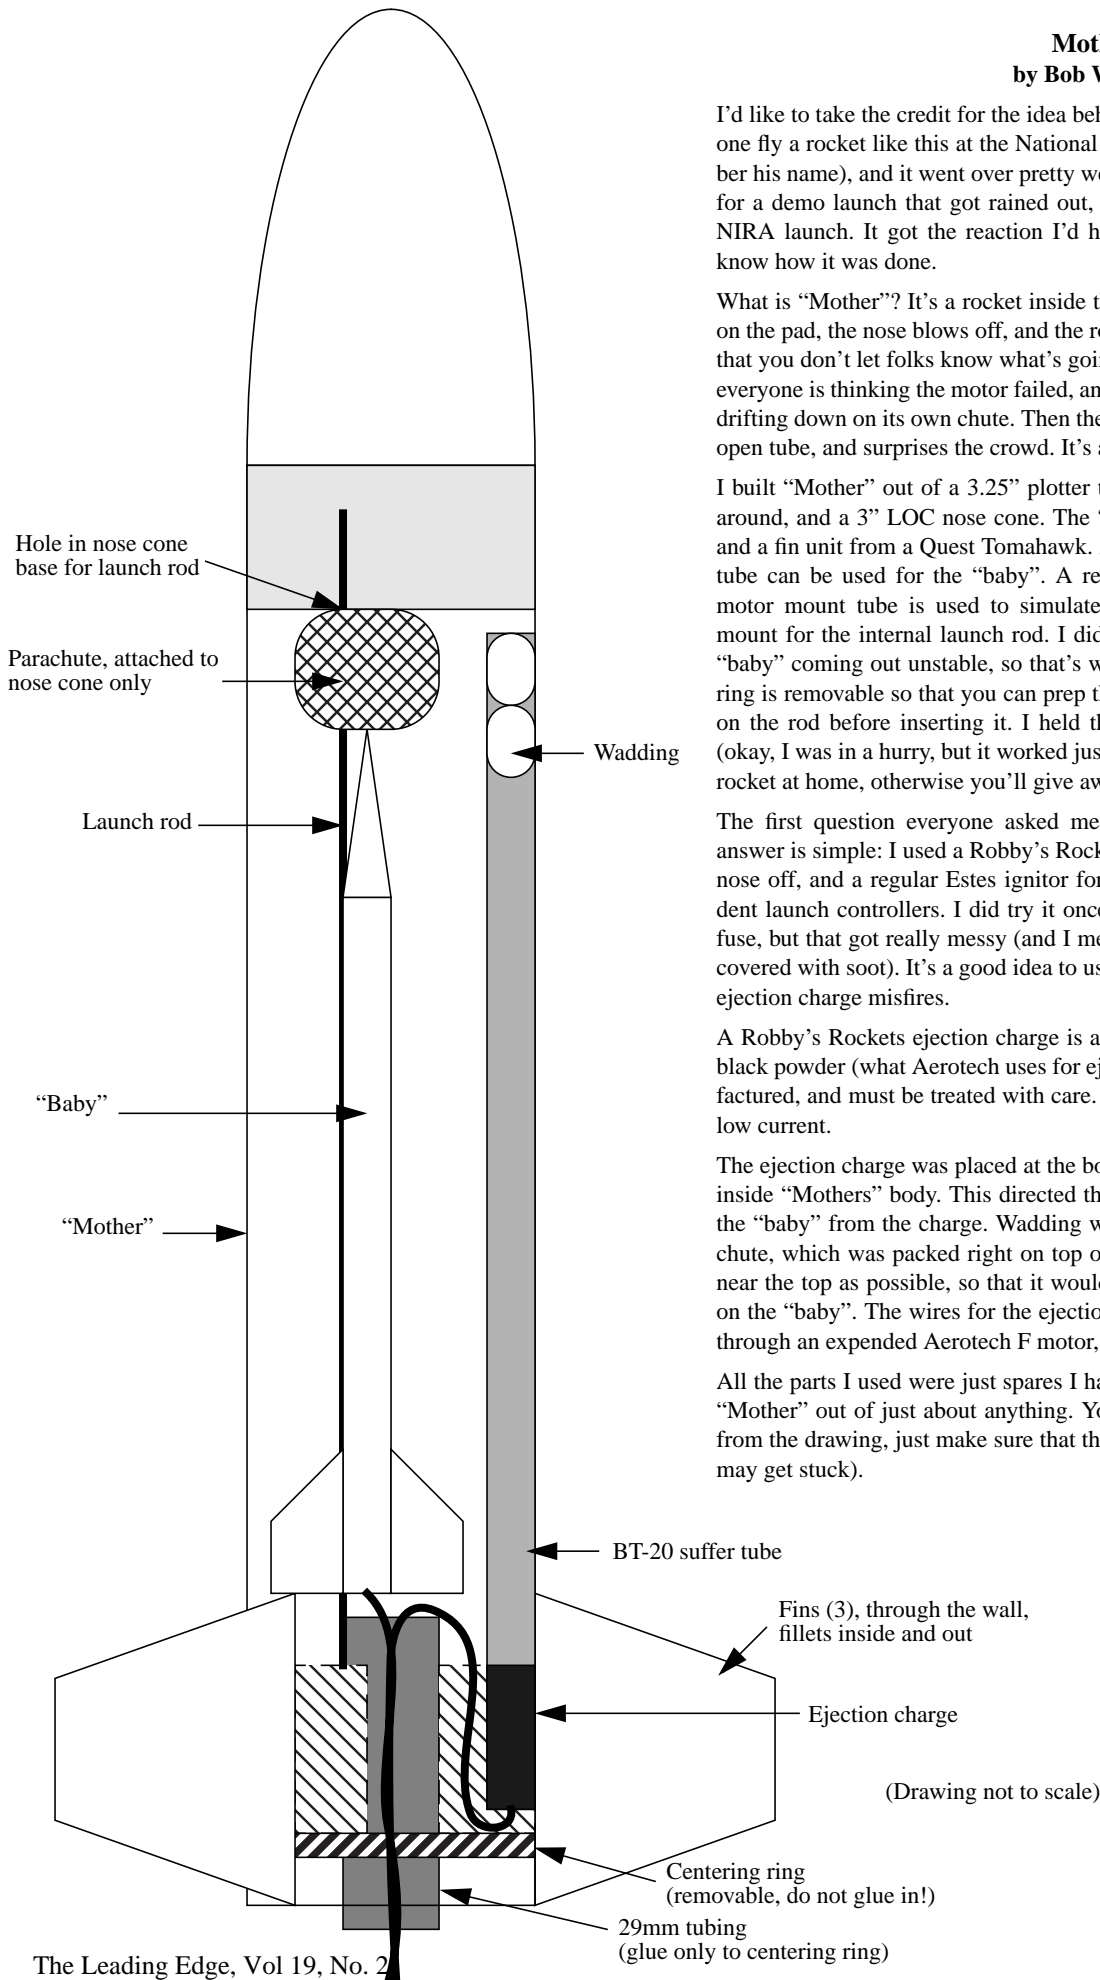 Mot
by Bob W
I’d like to take the credit for the idea beh
one fly a rocket like this at the National
ber his name), and it went over pretty we
for a demo launch that got rained out,
NIRA launch. It got the reaction I’d h
know how it was done.
What is “Mother”? It’s a rocket inside t
on the pad, the nose blows off, and the ro
that you don’t let folks know what’s goin
everyone is thinking the motor failed, an
drifting down on its own chute. Then the
open tube, and surprises the crowd. It’s a
I built “Mother” out of a 3.25” plotter t
around, and a 3” LOC nose cone. The “
and a fin unit from a Quest Tomahawk. A
tube can be used for the “baby”. A re
motor mount tube is used to simulate
mount for the internal launch rod. I did
“baby” coming out unstable, so that’s w
ring is removable so that you can prep th
on the rod before inserting it. I held th
(okay, I was in a hurry, but it worked jus
rocket at home, otherwise you’ll give aw
The first question everyone asked me
answer is simple: I used a Robby’s Rock
nose off, and a regular Estes ignitor for
dent launch controllers. I did try it once
fuse, but that got really messy (and I me
covered with soot). It’s a good idea to us
ejection charge misfires.
A Robby’s Rockets ejection charge is a
black powder (what Aerotech uses for ej
factured, and must be treated with care.
low current.
The ejection charge was placed at the bo
inside “Mothers” body. This directed th
the “baby” from the charge. Wadding w
chute, which was packed right on top o
near the top as possible, so that it woul
on the “baby”. The wires for the ejection
through an expended Aerotech F motor,
All the parts I used were just spares I ha
“Mother” out of just about anything. Yo
from the drawing, just make sure that th
may get stuck).
Hole in nose cone
base for launch rod
Parachute, attached to
nose cone only
Wadding
Launch rod
“Baby”
“Mother”
BT-20 suffer tube
Fins (3), through the wall,
fillets inside and out
Ejection charge
(Drawing not to scale)
Centering ring
(removable, do not glue in!)
29mm tubing
(glue only to centering ring)
The Leading Edge, Vol 19, No. 2